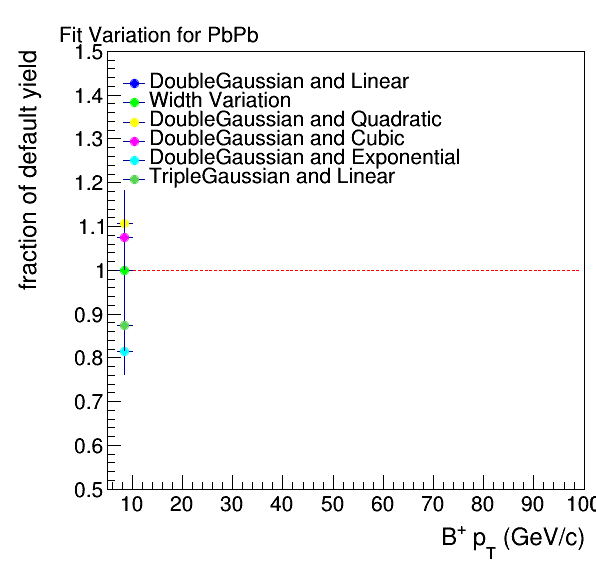 Fit Variation for PbPb
fraction of default yield
1.5
1.4
1.3
1.2
1.1
1
0.9
0.8
0.7
0.6
0.5
DoubleGaussian and Linear
Width Variation
DoubleGaussian and Quadratic
DoubleGaussian and Cubic
DoubleGaussian and Exponential
TripleGaussian and Linear
10 20 30 40 50 60 70 80 90 100
B+ pT (GeV/c)